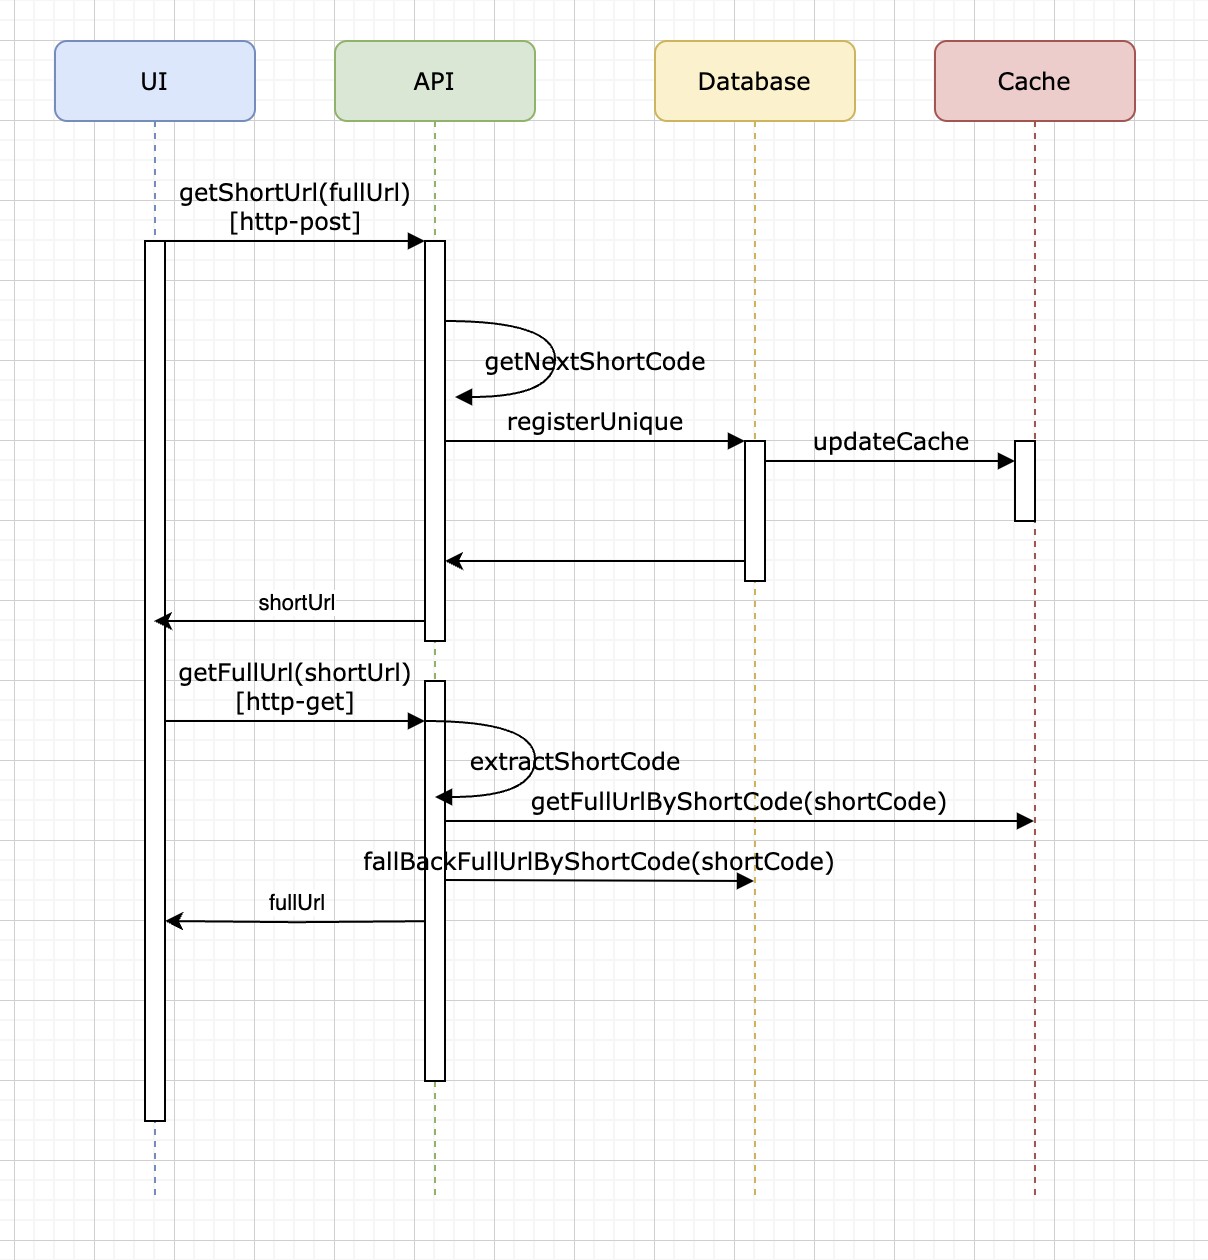 UI
API
Database
Cache
getShortUrl(fullUrl)
[http-post]
getNextShortCode
registerUnique
updateCache
shortUrl
getFullUrl(shortUrl)
[http-get]
extractShortCode
getFullUrlByShortCode(shortCode)
fallBackFullUrlByShortCode(shortCode)
fullUrl